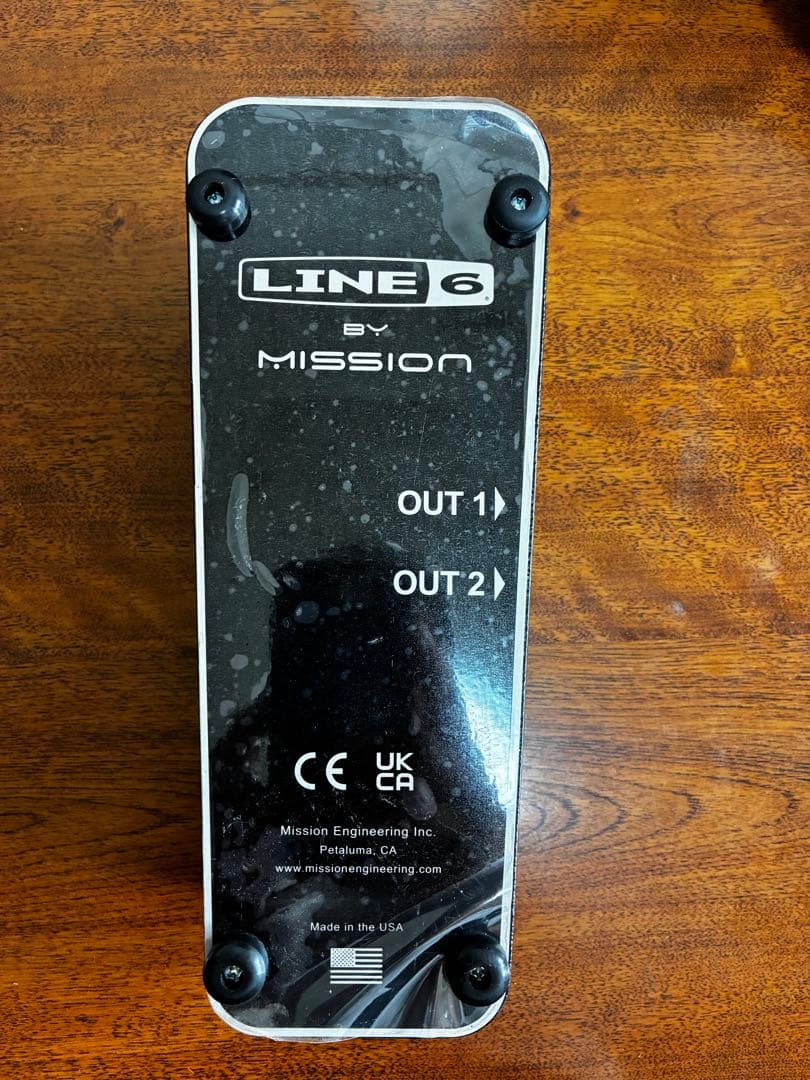 LINE 6
BY
MISSION
OUT 1
OUT 2
CE UK
CA
Mission Engineering Inc.
Petaluma, CA
www.missionengineering.com
Made in the USA